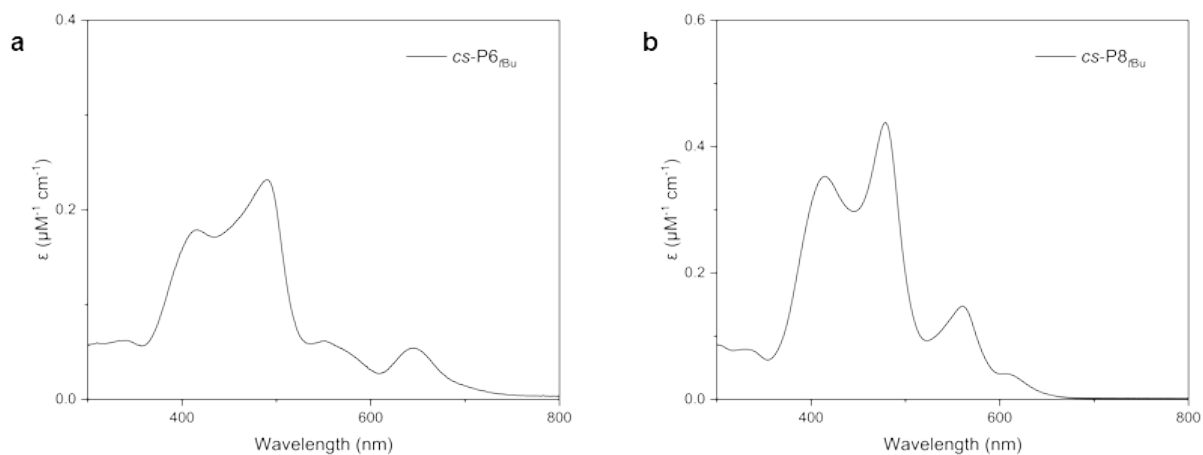 a
0.4
0.2
0.0
ε (µM⁻¹ cm⁻¹)
cs-P6tBu
400
600
800
Wavelength (nm)
b
0.6
0.4
0.2
0.0
ε (µM⁻¹ cm⁻¹)
cs-P8tBu
400
600
800
Wavelength (nm)